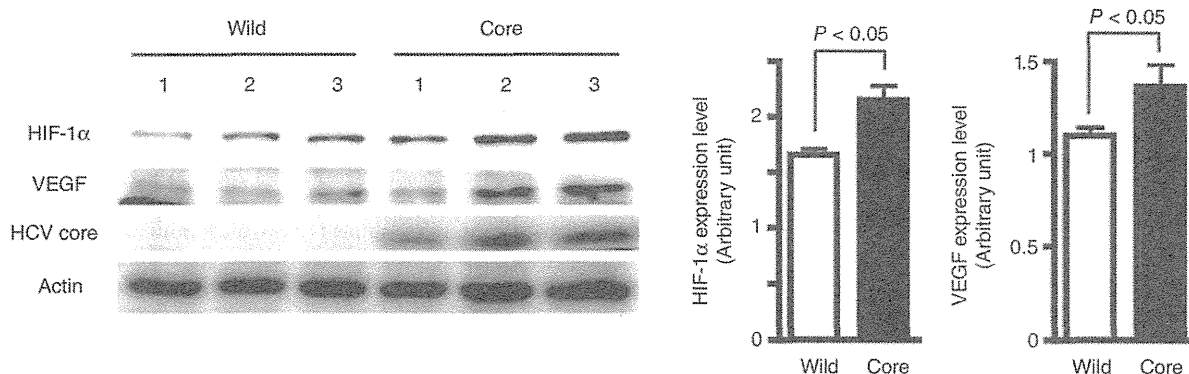 Wild Core
1 2 3 1 2 3
HIF-1α
VEGF
HCV core
Actin
P < 0.05
HIF-1α expression level
(Arbitrary unit)
2
1
0
Wild Core
P < 0.05
VEGF expression level
(Arbitrary unit)
1.5
1
0.5
0
Wild Core